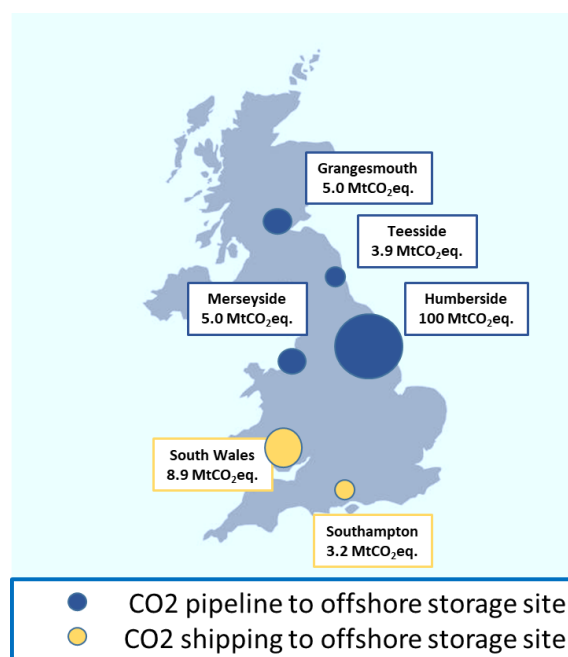 Grangesmouth
5.0 MtCO₂eq.
Teesside
3.9 MtCO₂eq.
Merseyside
5.0 MtCO₂eq.
Humberside
100 MtCO₂eq.
South Wales
8.9 MtCO₂eq.
Southampton
3.2 MtCO₂eq.
CO2 pipeline to offshore storage site
CO2 shipping to offshore storage site